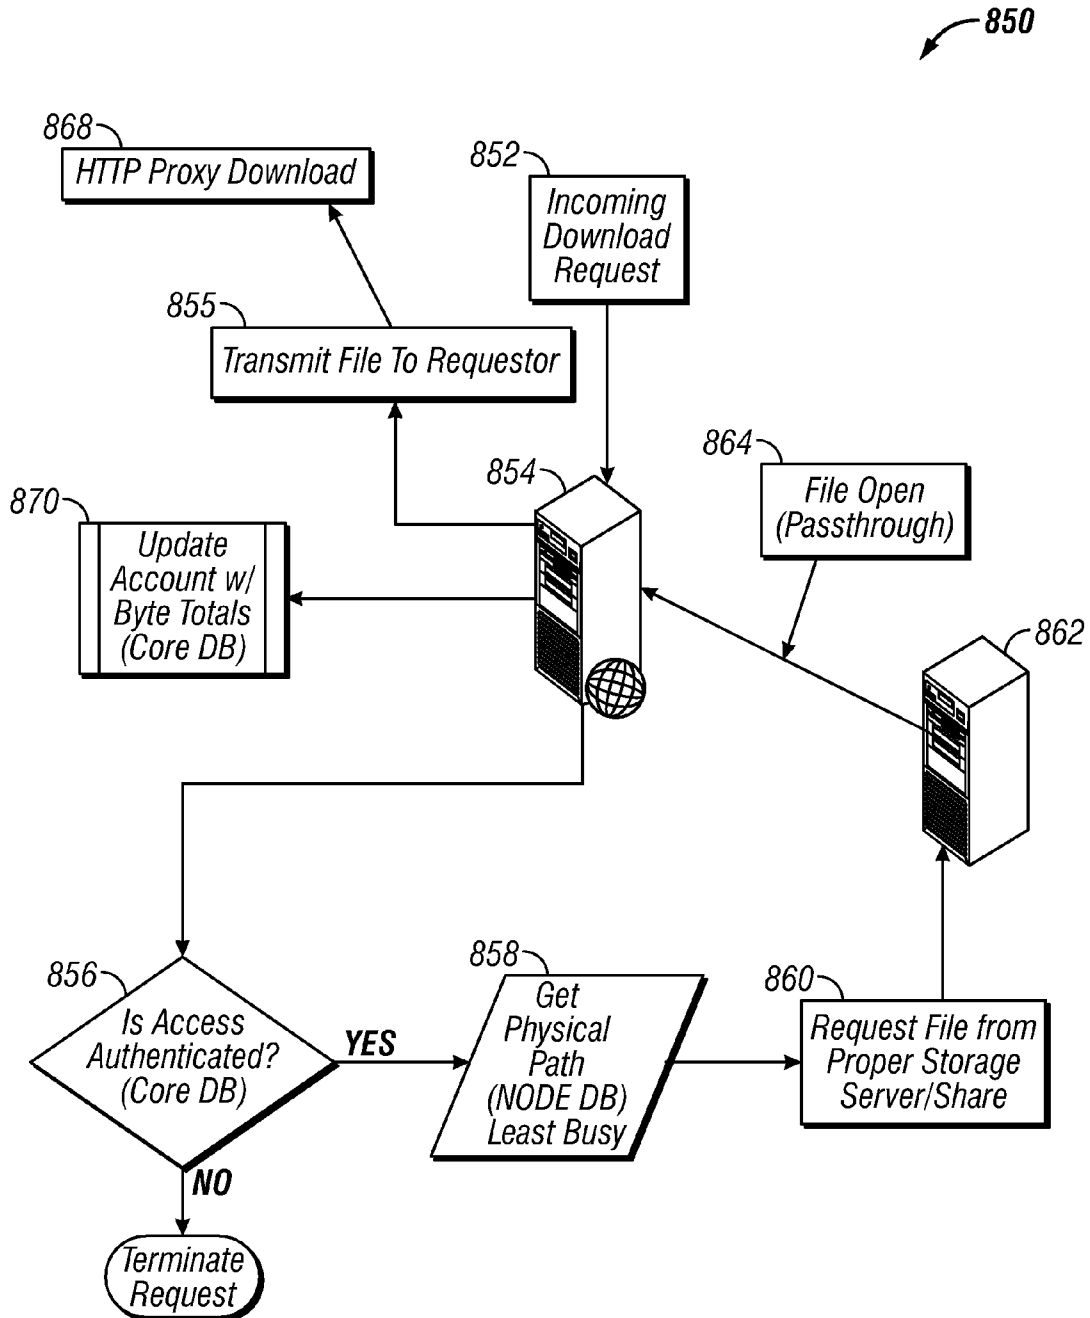 850
868
HTTP Proxy Download
852
Incoming
Download
Request
855
Transmit File To Requestor
864
File Open
(Passthrough)
854
870
Update
Account w/
Byte Totals
(Core DB)
862
856
Is Access
Authenticated?
(Core DB)
YES
NO
858
Get
Physical
Path
(NODE DB)
Least Busy
860
Request File from
Proper Storage
Server/Share
Terminate
Request